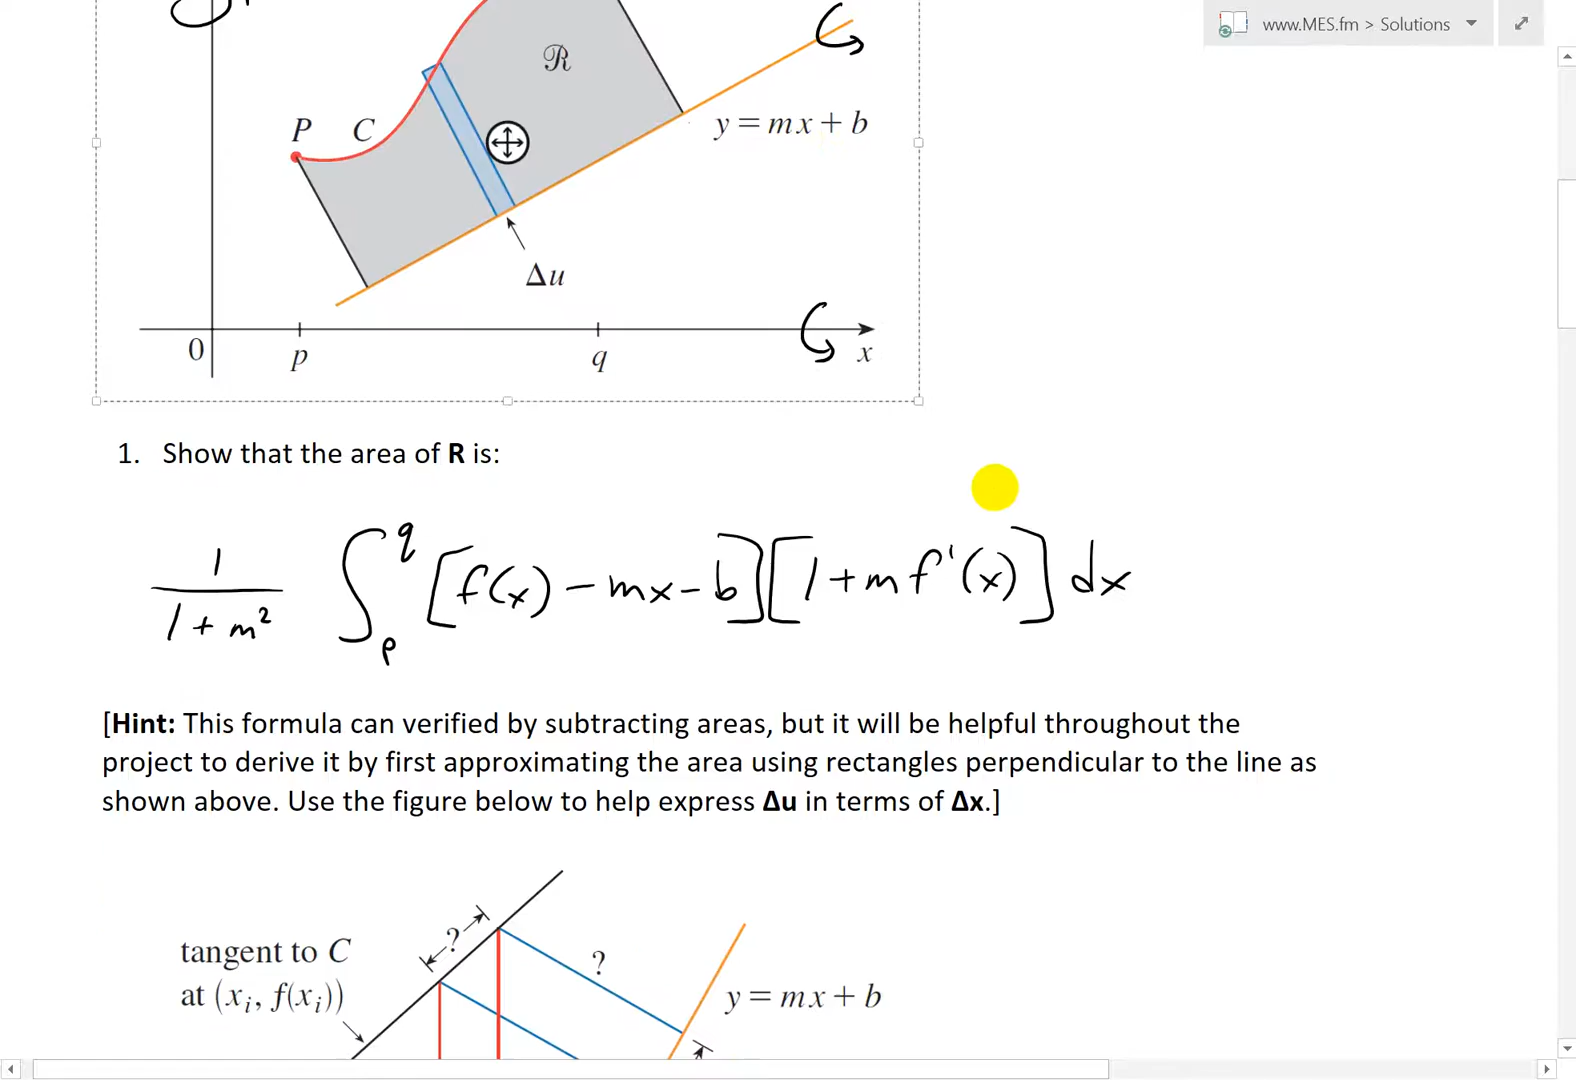 www.MES.fm > Solutions
ℛ
P C
y = mx + b
Δu
0 p q x
1. Show that the area of R is:
1/(1 + m²) ∫_p^q [f(x) − mx − b][1 + m f'(x)] dx
[Hint: This formula can verified by subtracting areas, but it will be helpful throughout the
project to derive it by first approximating the area using rectangles perpendicular to the line as
shown above. Use the figure below to help express Δu in terms of Δx.]
?
?
tangent to C
at (xᵢ, f(xᵢ))
y = mx + b